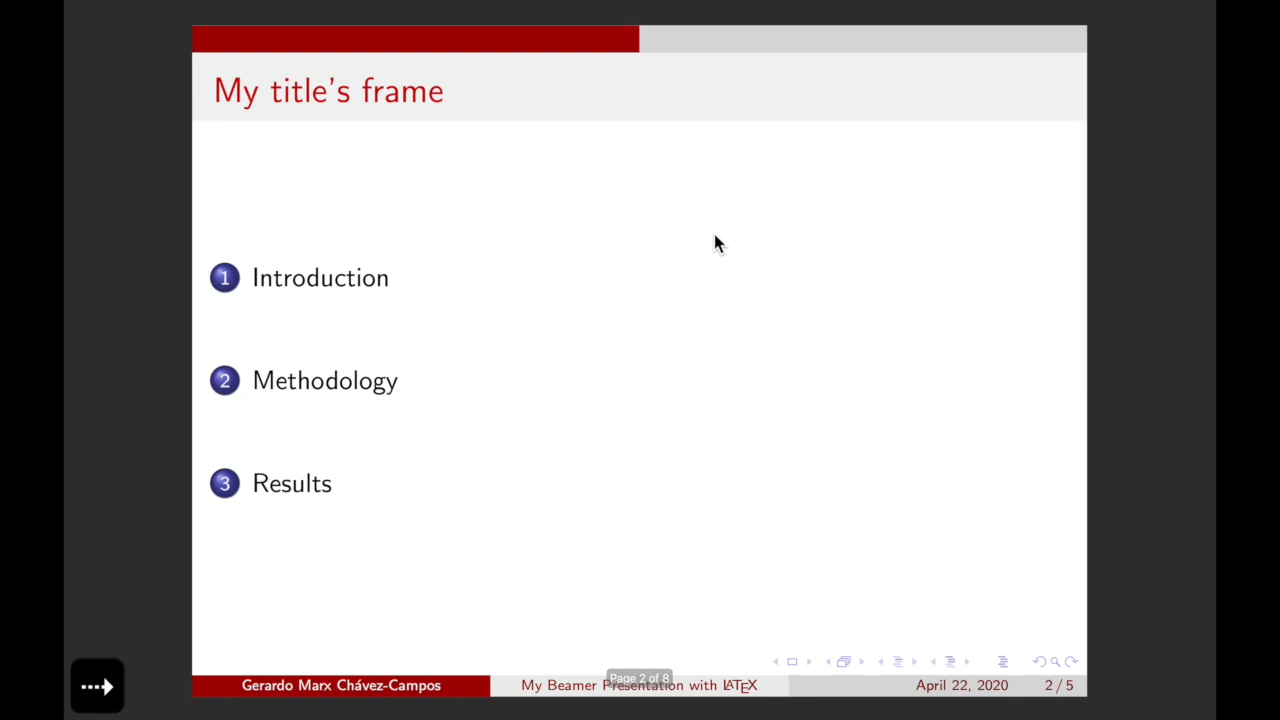 My title's frame
1 Introduction
2 Methodology
3 Results
Page 2 of 8
Gerardo Marx Chávez-Campos My Beamer Presentation with LATEX April 22, 2020 2 / 5